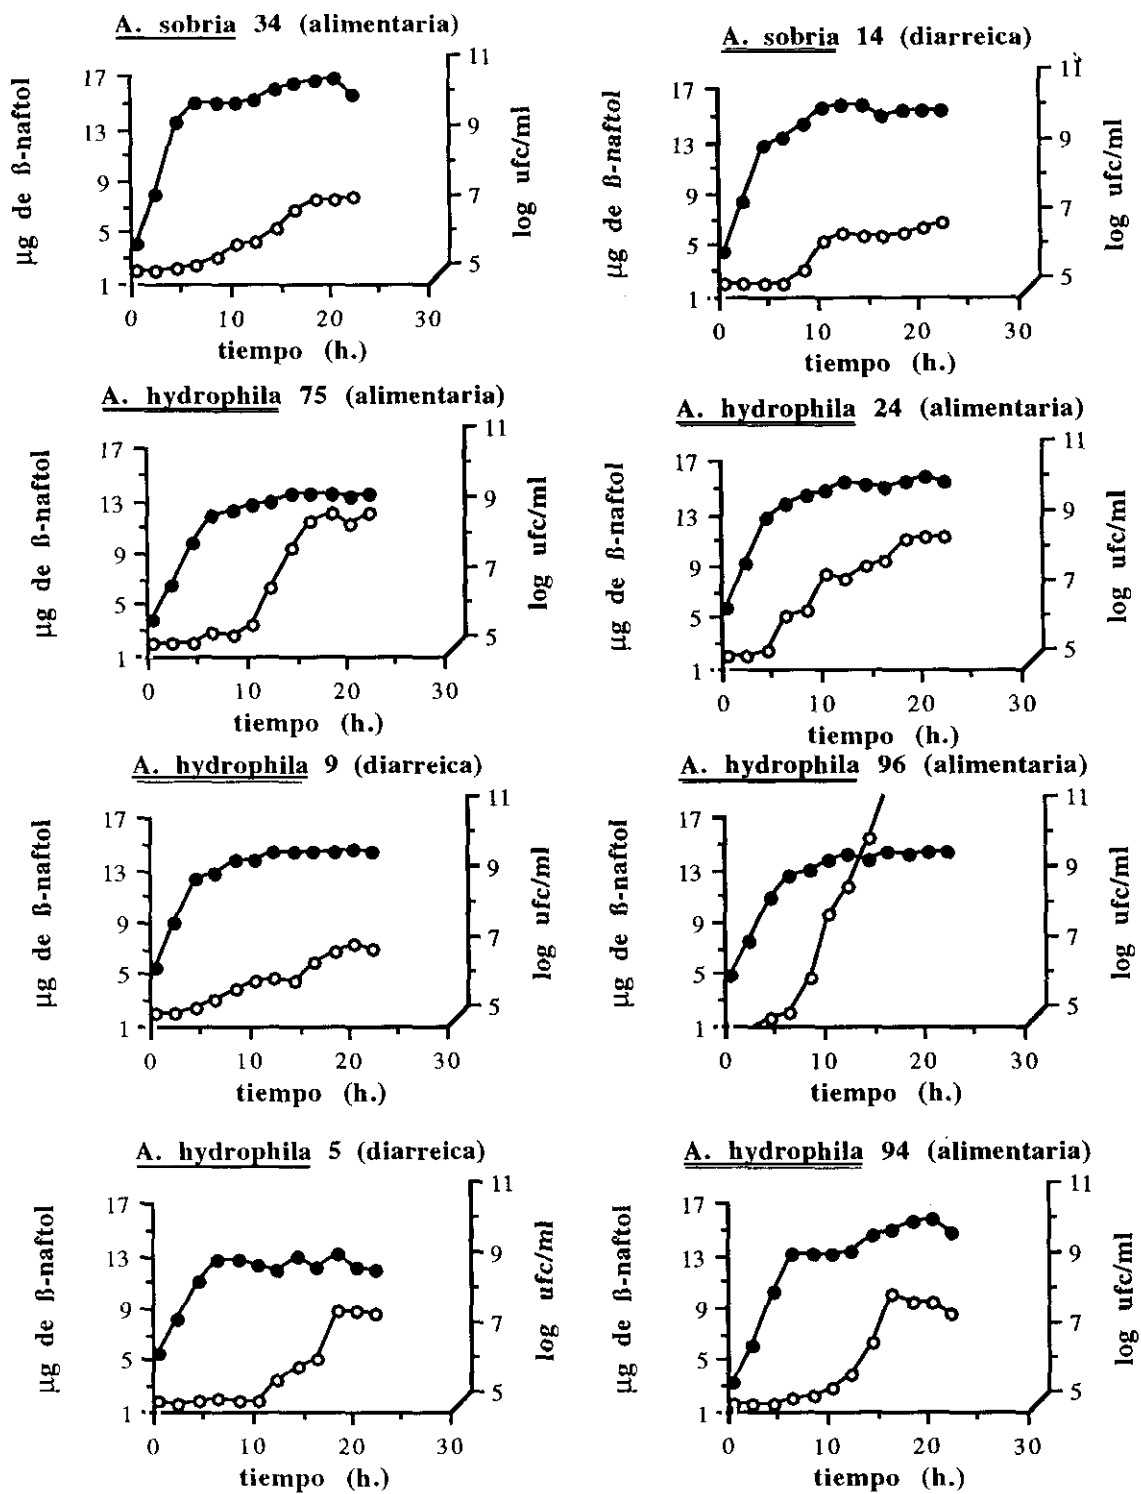 A. sobria 34 (alimentaria)
µg de ß-naftol
17
13
9
5
1
11
9
7
5
log ufc/ml
0 10 20 30
tiempo (h.)
A. sobria 14 (diarreica)
µg de ß-naftol
17
13
9
5
1
11
9
7
5
log ufc/ml
0 10 20 30
tiempo (h.)
A. hydrophila 75 (alimentaria)
µg de ß-naftol
17
13
9
5
1
11
9
7
5
log ufc/ml
0 10 20 30
tiempo (h.)
A. hydrophila 24 (alimentaria)
µg de ß-naftol
17
13
9
5
1
11
9
7
5
log ufc/ml
0 10 20 30
tiempo (h.)
A. hydrophila 9 (diarreica)
µg de ß-naftol
17
13
9
5
1
11
9
7
5
log ufc/ml
0 10 20 30
tiempo (h.)
A. hydrophila 96 (alimentaria)
µg de ß-naftol
17
13
9
5
1
11
9
7
5
log ufc/ml
0 10 20 30
tiempo (h.)
A. hydrophila 5 (diarreica)
µg de ß-naftol
17
13
9
5
1
11
9
7
5
log ufc/ml
0 10 20 30
tiempo (h.)
A. hydrophila 94 (alimentaria)
µg de ß-naftol
17
13
9
5
1
11
9
7
5
log ufc/ml
0 10 20 30
tiempo (h.)